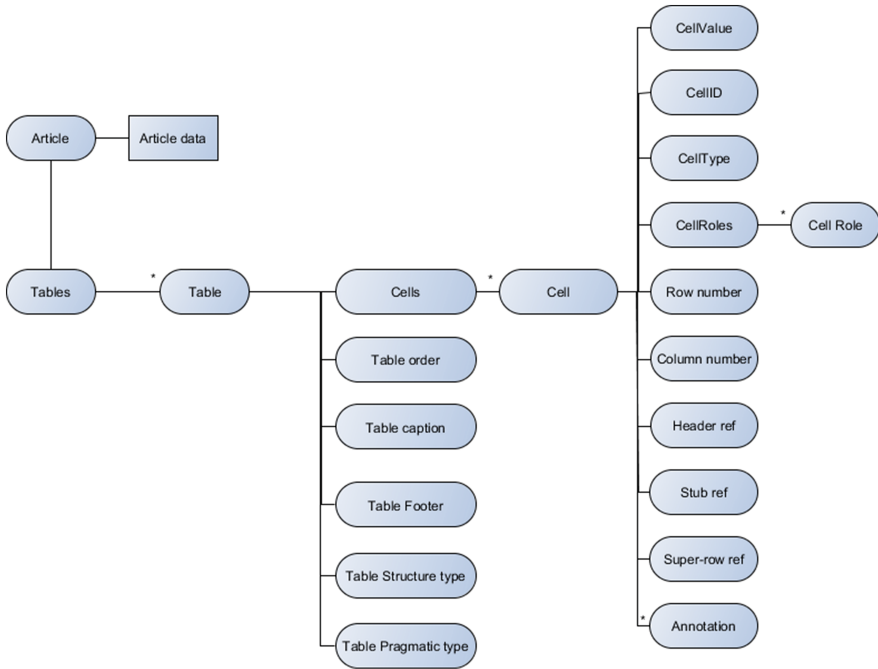 CellValue
CellID
Article
Article data
CellType
CellRoles
*
Cell Role
Tables
*
Table
Cells
*
Cell
Row number
Table order
Column number
Table caption
Header ref
Table Footer
Stub ref
Table Structure type
Super-row ref
Table Pragmatic type
*
Annotation